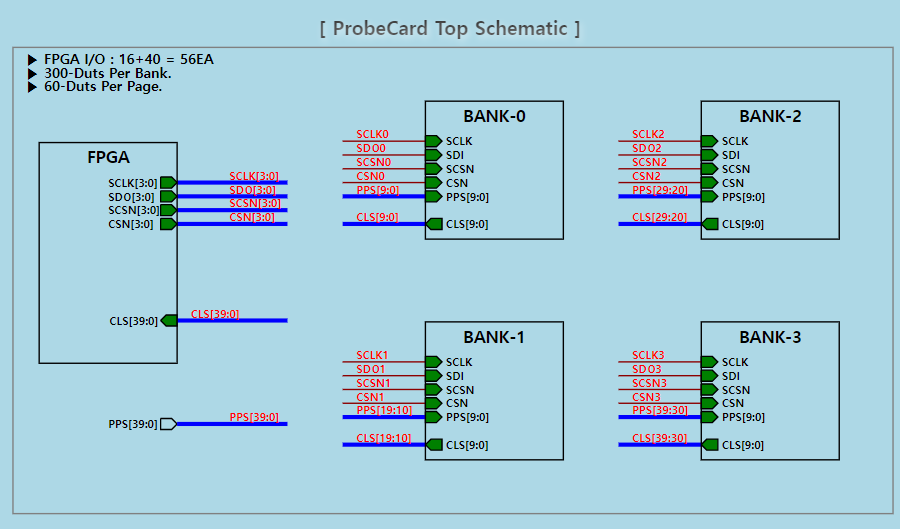 [ ProbeCard Top Schematic ]
▶ FPGA I/O : 16+40 = 56EA
▶ 300-Duts Per Bank.
▶ 60-Duts Per Page.
FPGA
SCLK[3:0]
SDO[3:0]
SCSN[3:0]
CSN[3:0]
CLS[39:0]
SCLK[3:0]
SDO[3:0]
SCSN[3:0]
CSN[3:0]
CLS[39:0]
PPS[39:0]
PPS[39:0]
BANK-0
SCLK0
SDO0
SCSN0
CSN0
PPS[9:0]
CLS[9:0]
SCLK
SDI
SCSN
CSN
PPS[9:0]
CLS[9:0]
BANK-2
SCLK2
SDO2
SCSN2
CSN2
PPS[29:20]
CLS[29:20]
SCLK
SDI
SCSN
CSN
PPS[9:0]
CLS[9:0]
BANK-1
SCLK1
SDO1
SCSN1
CSN1
PPS[19:10]
CLS[19:10]
SCLK
SDI
SCSN
CSN
PPS[9:0]
CLS[9:0]
BANK-3
SCLK3
SDO3
SCSN3
CSN3
PPS[39:30]
CLS[39:30]
SCLK
SDI
SCSN
CSN
PPS[9:0]
CLS[9:0]